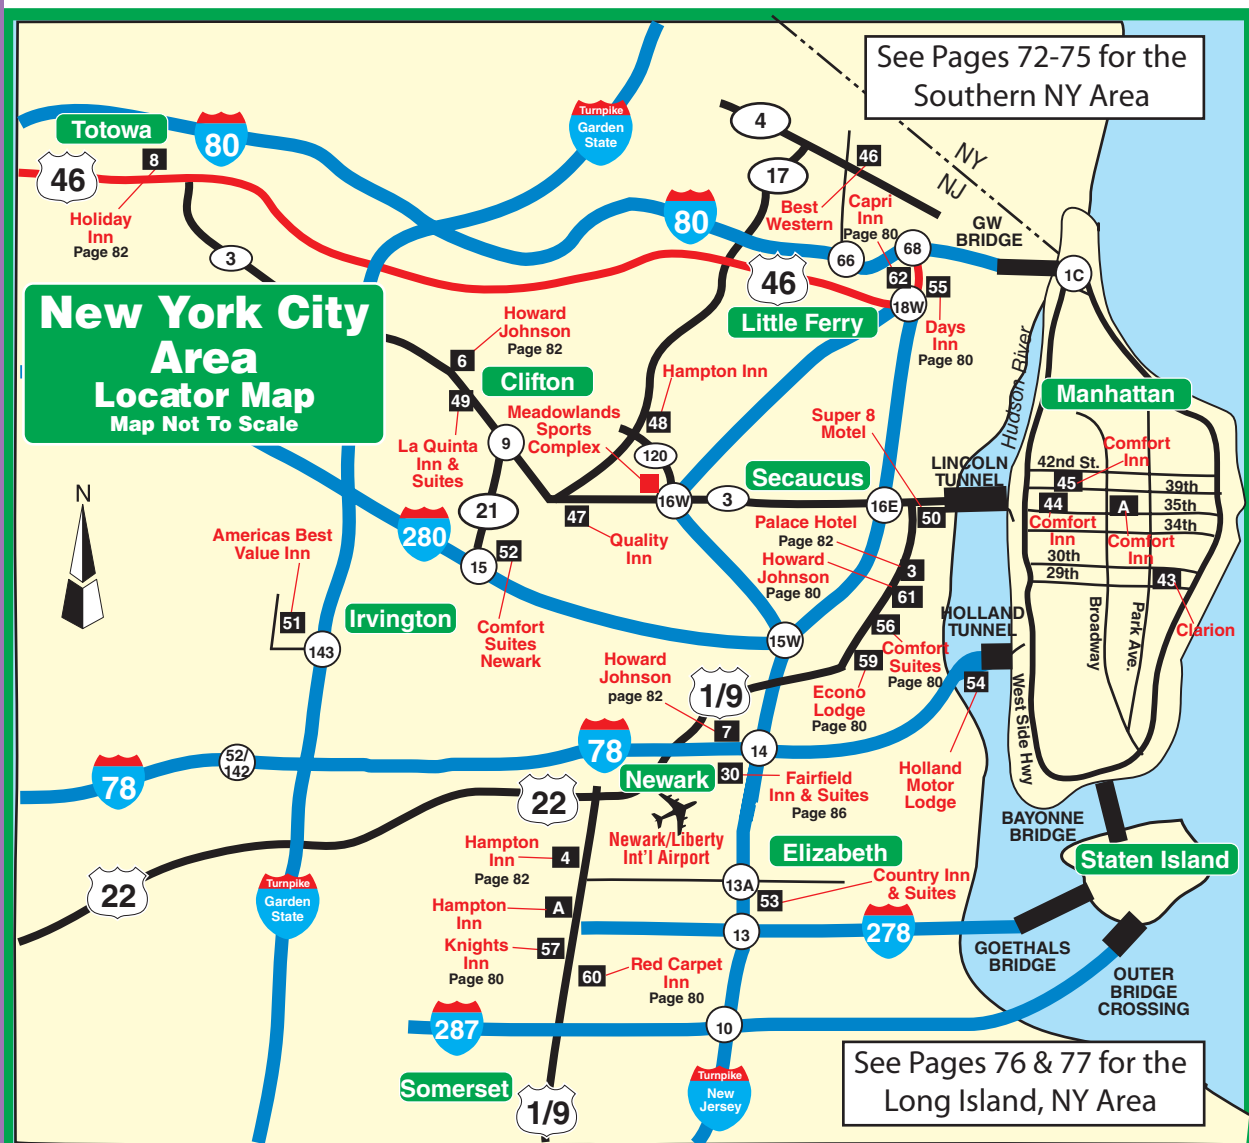 See Pages 72-75 for the
Southern NY Area
Turnpike
Garden
State
4
Totowa
80
8
46
46
NY
NJ
17
Holiday
Inn
Page 82
Best
Western
Capri
Inn
Page 80
80
GW
BRIDGE
3
66
68
1C
46
62
55
18W
New York City
Area
Locator Map
Map Not To Scale
Little Ferry
Days
Inn
Page 80
Howard
Johnson
Page 82
6
Hudson River
Clifton
Hampton Inn
Manhattan
49
Meadowlands
Sports
Complex
48
Super 8
Motel
La Quinta
Inn &
Suites
9
120
Comfort
Inn
42nd St.
45
39th
LINCOLN
TUNNEL
Secaucus
N
16W
3
16E
50
44
A
35th
34th
Comfort
Inn
Comfort
Inn
21
47
Quality
Inn
280
Americas Best
Value Inn
52
15
Palace Hotel
Page 82
3
Howard
Johnson
Page 80
61
30th
29th
43
Clarion
Broadway
Park Ave.
51
Irvington
143
Comfort
Suites
Newark
15W
56
Comfort
Suites
Page 80
HOLLAND
TUNNEL
59
Econo
Lodge
Page 80
54
West Side Hwy
Howard
Johnson
page 82
1/9
7
78
52/
142
78
14
Newark
30
Fairfield
Inn & Suites
Page 86
Holland
Motor
Lodge
22
22
Newark/Liberty
Int'l Airport
BAYONNE
BRIDGE
Hampton
Inn
Page 82
4
Elizabeth
Staten Island
Turnpike
Garden
State
13A
53
Country Inn
& Suites
Hampton
Inn
A
Knights
Inn
Page 80
57
13
278
GOETHALS
BRIDGE
60
Red Carpet
Inn
Page 80
OUTER
BRIDGE
CROSSING
287
10
Somerset
1/9
Turnpike
New
Jersey
See Pages 76 & 77 for the
Long Island, NY Area